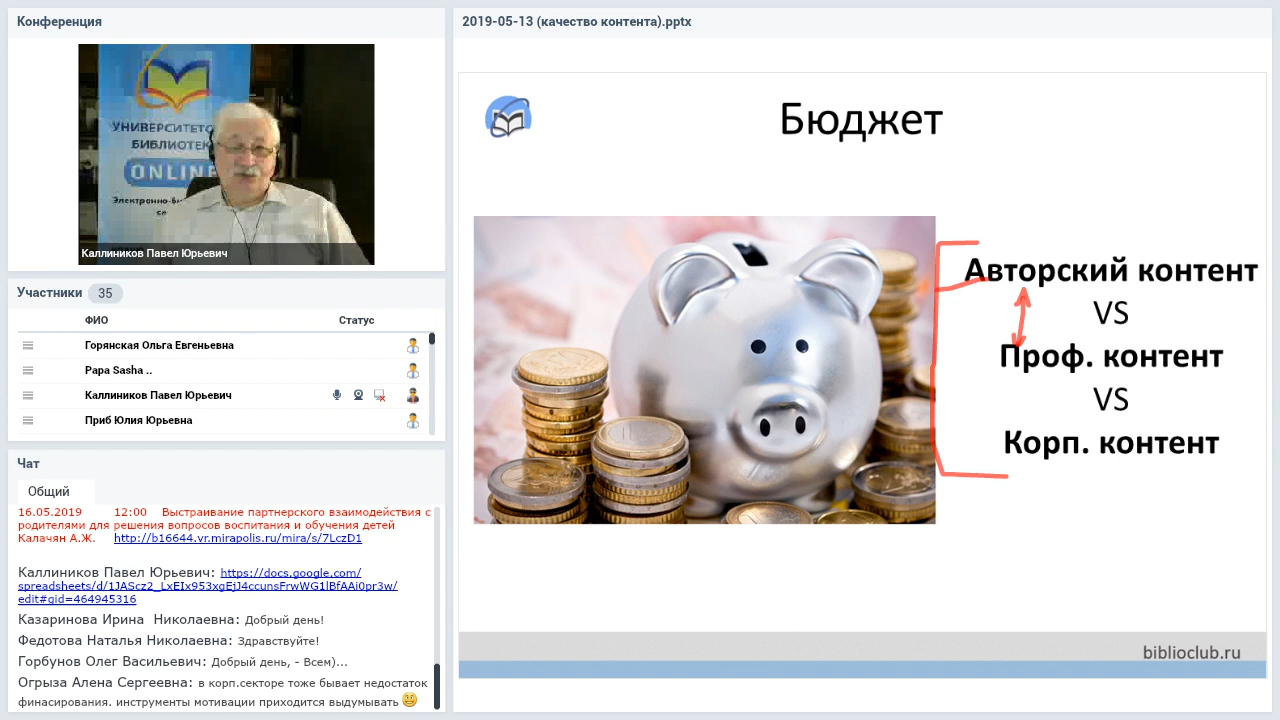 Конференция
УНИВЕРСИТЕТС
БИБЛИОТЕК
ONLINE
Каллиников Павел Юрьевич
Участники 35
ФИО Статус
Горянская Ольга Евгеньевна
Papa Sasha ..
Каллиников Павел Юрьевич
Приб Юлия Юрьевна
Чат
Общий
16.05.2019 12:00 Выстраивание партнерского взаимодействия с
родителями для решения вопросов воспитания и обучения детей
Калачян А.Ж. http://b16644.vr.mirapolis.ru/mira/s/7LczD1
Каллиников Павел Юрьевич: https://docs.google.com/
spreadsheets/d/1JAScz2_LxEIx953xgEjJ4ccunsFrwWG1lBfAAi0pr3w/
edit#gid=464945316
Казаринова Ирина Николаевна: Добрый день!
Федотова Наталья Николаевна: Здравствуйте!
Горбунов Олег Васильевич: Добрый день, - Всем)...
Огрыза Алена Сергеевна: в корп.секторе тоже бывает недостаток
финасирования. инструменты мотивации приходится выдумывать
2019-05-13 (качество контента).pptx
Бюджет
Авторский контент
VS
Проф. контент
VS
Корп. контент
biblioclub.ru